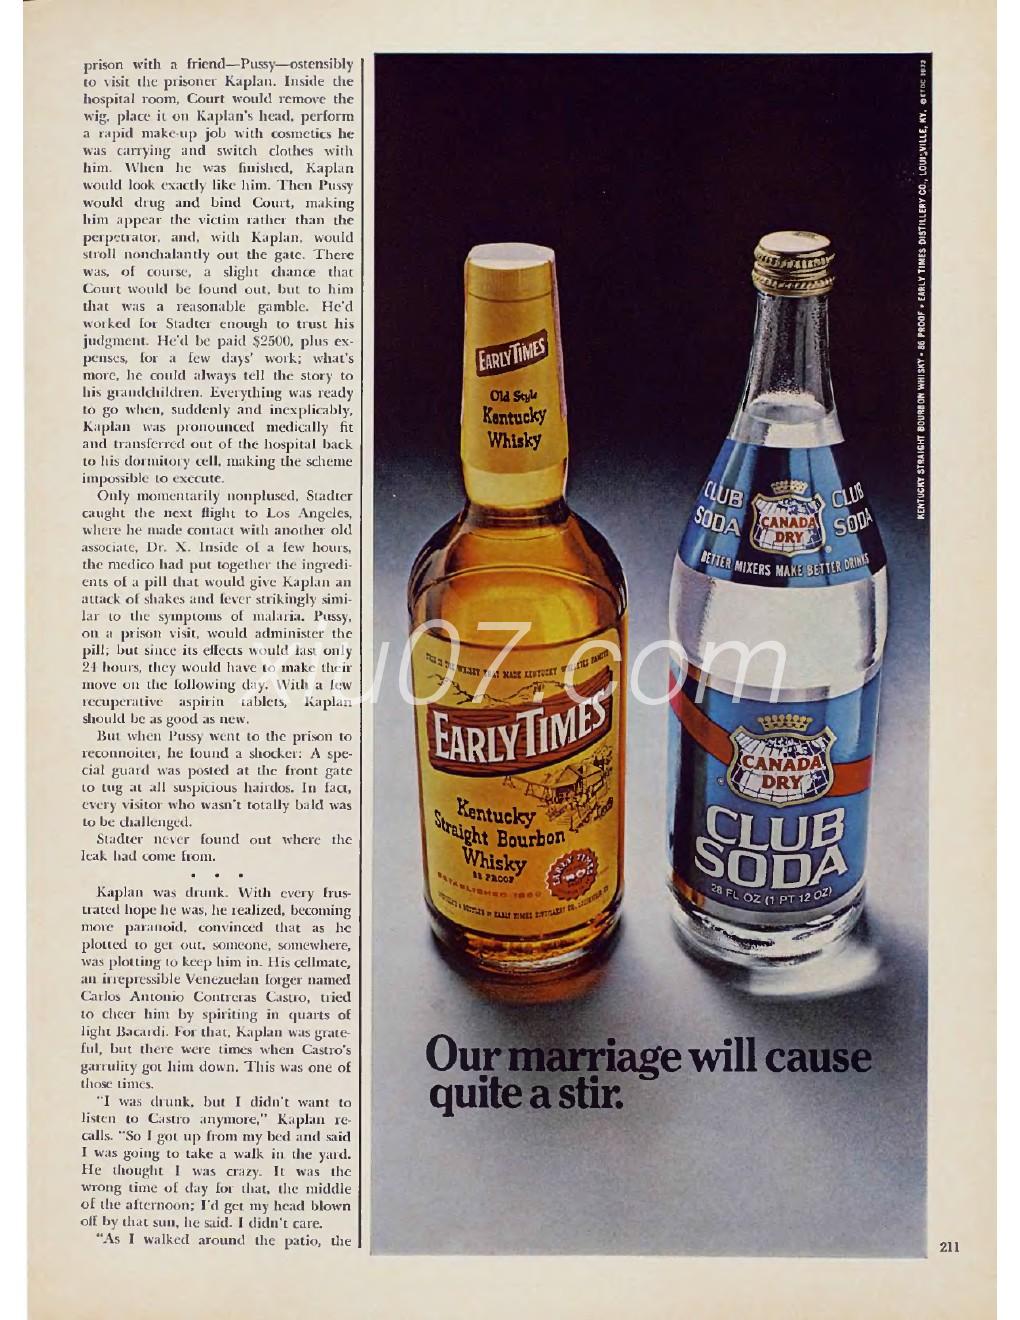 prison with a friend—Pussy—ostensibly
to visit the prisoner Kaplan. Inside the
hospital room, Court would remove the
wig, place it on Kaplan's head, perform
a rapid make-up job with cosmetics he
was carrying and switch clothes with
him. When he was finished, Kaplan
would look exactly like him. Then Pussy
would drug and bind Court, making
him appear the victim rather than the
perpetrator, and, with Kaplan, would
stroll nonchalantly out the gate. There
was, of course, a slight chance that
Court would be found out, but to him
that was a reasonable gamble. He'd
worked for Stadter enough to trust his
judgment. He'd be paid $2500, plus ex-
penses, for a few days' work; what's
more, he could always tell the story to
his grandchildren. Everything was ready
to go when, suddenly and inexplicably,
Kaplan was pronounced medically fit
and transferred out of the hospital back
to his dormitory cell, making the scheme
impossible to execute.
Only momentarily nonplused, Stadter
caught the next flight to Los Angeles,
where he made contact with another old
associate, Dr. X. Inside of a few hours,
the medico had put together the ingredi-
ents of a pill that would give Kaplan an
attack of shakes and fever strikingly simi-
lar to the symptoms of malaria. Pussy,
on a prison visit, would administer the
pill; but since its effects would last only
24 hours, they would have to make their
move on the following day. With a few
recuperative aspirin tablets, Kaplan
should be as good as new.
But when Pussy went to the prison to
reconnoiter, he found a shocker: A spe-
cial guard was posted at the front gate
to tug at all suspicious hairdos. In fact,
every visitor who wasn't totally bald was
to be challenged.
Stadter never found out where the
leak had come from.
• • •
Kaplan was drunk. With every frus-
trated hope he was, he realized, becoming
more paranoid, convinced that as he
plotted to get out, someone, somewhere,
was plotting to keep him in. His cellmate,
an irrepressible Venezuelan forger named
Carlos Antonio Contreras Castro, tried
to cheer him by spiriting in quarts of
light Bacardi. For that, Kaplan was grate-
ful, but there were times when Castro's
garrulity got him down. This was one of
those times.
"I was drunk, but I didn't want to
listen to Castro anymore," Kaplan re-
calls. "So I got up from my bed and said
I was going to take a walk in the yard.
He thought I was crazy. It was the
wrong time of day for that, the middle
of the afternoon; I'd get my head blown
off by that sun, he said. I didn't care.
"As I walked around the patio, the
KENTUCKY STRAIGHT BOURBON WHISKY • 86 PROOF • EARLY TIMES DISTILLERY CO., LOUISVILLE, KY. ©ETDC 1972
EARLY TIMES
Old Style
Kentucky
Whisky
THIS IS THE WHISKY THAT MADE KENTUCKY WHISKIES FAMOUS
EARLY TIMES
Kentucky
Straight Bourbon
Whisky
86 PROOF
ESTABLISHED 1860
CLUB
SODA
CANADA
DRY
CLUB
SODA
BETTER MIXERS MAKE BETTER DRINKS
CANADA
DRY
CLUB
SODA
28 FL OZ (1 PT 12 OZ)
xiu07.com
Our marriage will cause
quite a stir.
211